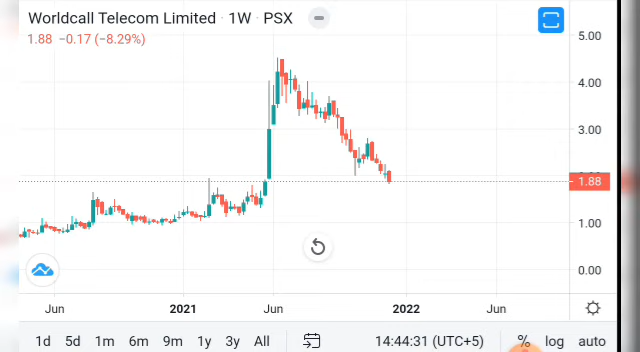 Worldcall Telecom Limited · 1W · PSX
1.88 −0.17 (−8.29%)
5.00
4.00
3.00
1.88
1.00
0.00
Jun 2021 Jun 2022 Jun
1d 5d 1m 6m 9m 1y 3y All 14:44:31 (UTC+5) % log auto